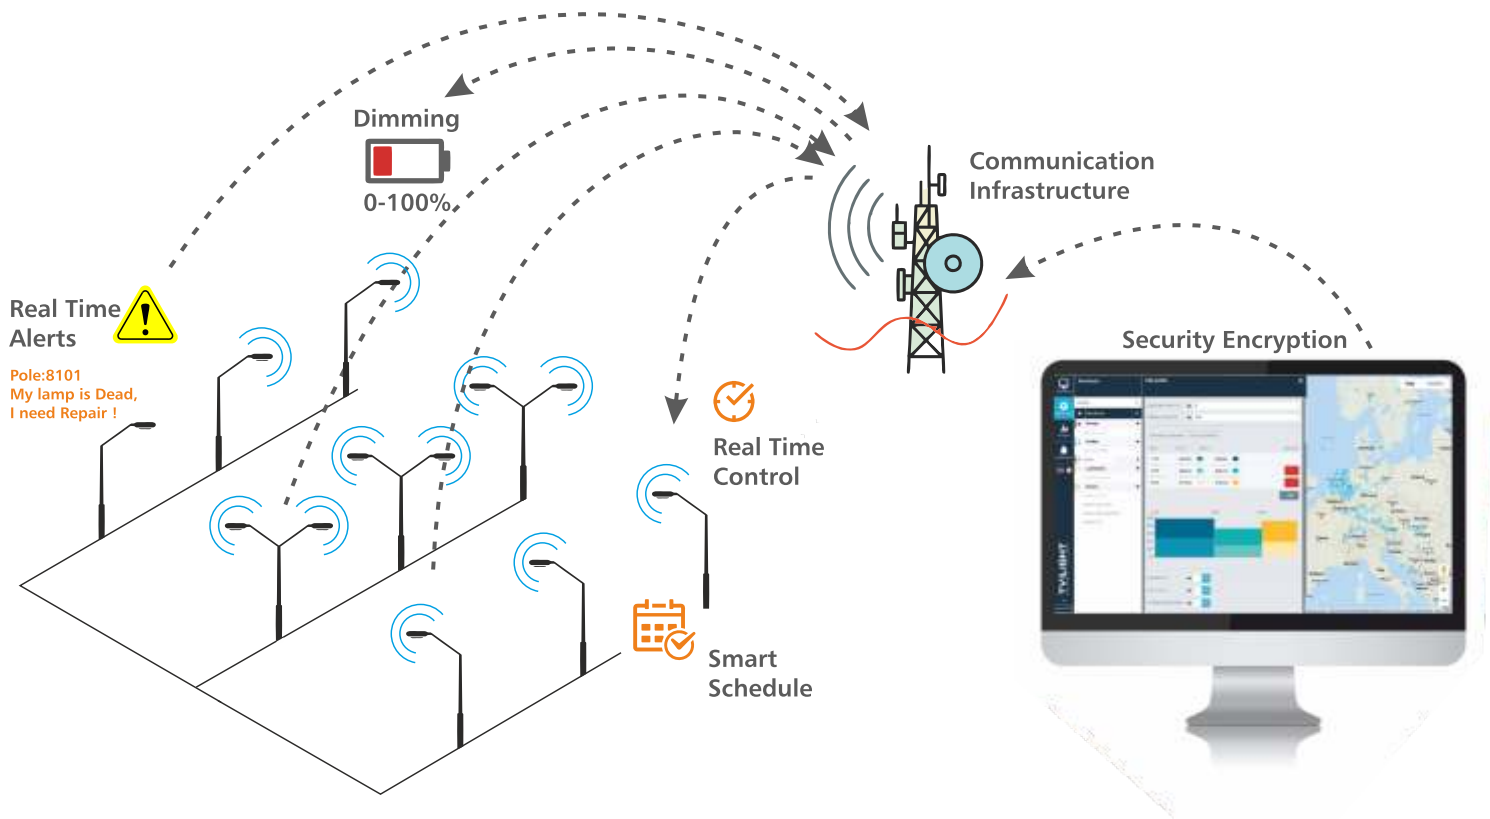 Dimming
0-100%
Communication
Infrastructure
Real Time
Alerts
Pole:8101
My lamp is Dead,
I need Repair !
Security Encryption
Real Time
Control
Smart
Schedule
TVILIGHT